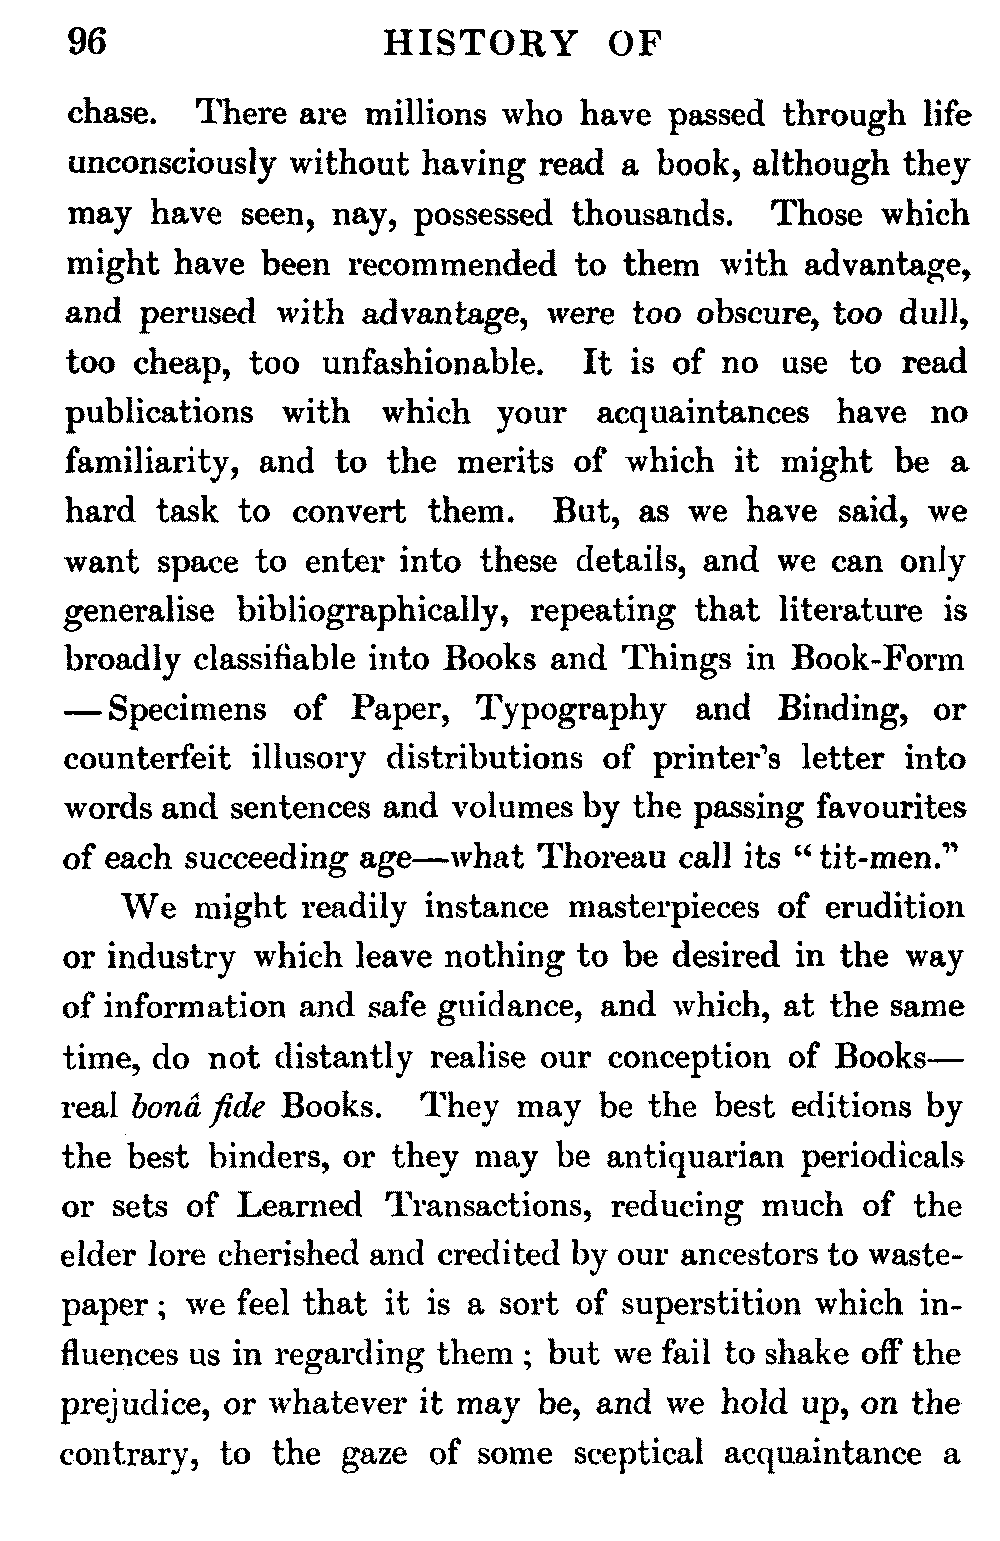 96 HISTORY OF
chase. There are millions who have passed through life
unconsciously without having read a book, although they
may have seen, nay, possessed thousands. Those which
might have been recommended to them with advantage,
and perused with advantage, were too obscure, too dull,
too cheap, too unfashionable. It is of no use to read
publications with which your acquaintances have no
familiarity, and to the merits of which it might be a
hard task to convert them. But, as we have said, we
want space to enter into these details, and we can only
generalise bibliographically, repeating that literature is
broadly classifiable into Books and Things in Book-Form
—Specimens of Paper, Typography and Binding, or
counterfeit illusory distributions of printer's letter into
words and sentences and volumes by the passing favourites
of each succeeding age—what Thoreau call its “tit-men.”
We might readily instance masterpieces of erudition
or industry which leave nothing to be desired in the way
of information and safe guidance, and which, at the same
time, do not distantly realise our conception of Books—
real bonâ fide Books. They may be the best editions by
the best binders, or they may be antiquarian periodicals
or sets of Learned Transactions, reducing much of the
elder lore cherished and credited by our ancestors to waste-
paper ; we feel that it is a sort of superstition which in-
fluences us in regarding them ; but we fail to shake off the
prejudice, or whatever it may be, and we hold up, on the
contrary, to the gaze of some sceptical acquaintance a